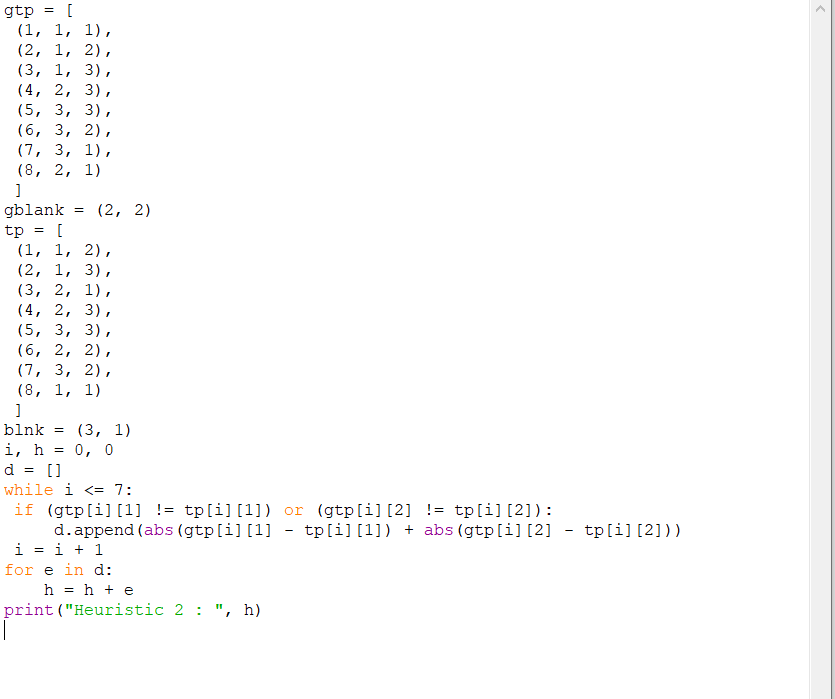 gtp = [
 (1, 1, 1),
 (2, 1, 2),
 (3, 1, 3),
 (4, 2, 3),
 (5, 3, 3),
 (6, 3, 2),
 (7, 3, 1),
 (8, 2, 1)
 ]
gblank = (2, 2)
tp = [
 (1, 1, 2),
 (2, 1, 3),
 (3, 2, 1),
 (4, 2, 3),
 (5, 3, 3),
 (6, 2, 2),
 (7, 3, 2),
 (8, 1, 1)
 ]
blnk = (3, 1)
i, h = 0, 0
d = []
while i <= 7:
 if (gtp[i][1] != tp[i][1]) or (gtp[i][2] != tp[i][2]):
     d.append(abs(gtp[i][1] - tp[i][1]) + abs(gtp[i][2] - tp[i][2]))
 i = i + 1
for e in d:
    h = h + e
print("Heuristic 2 : ", h)